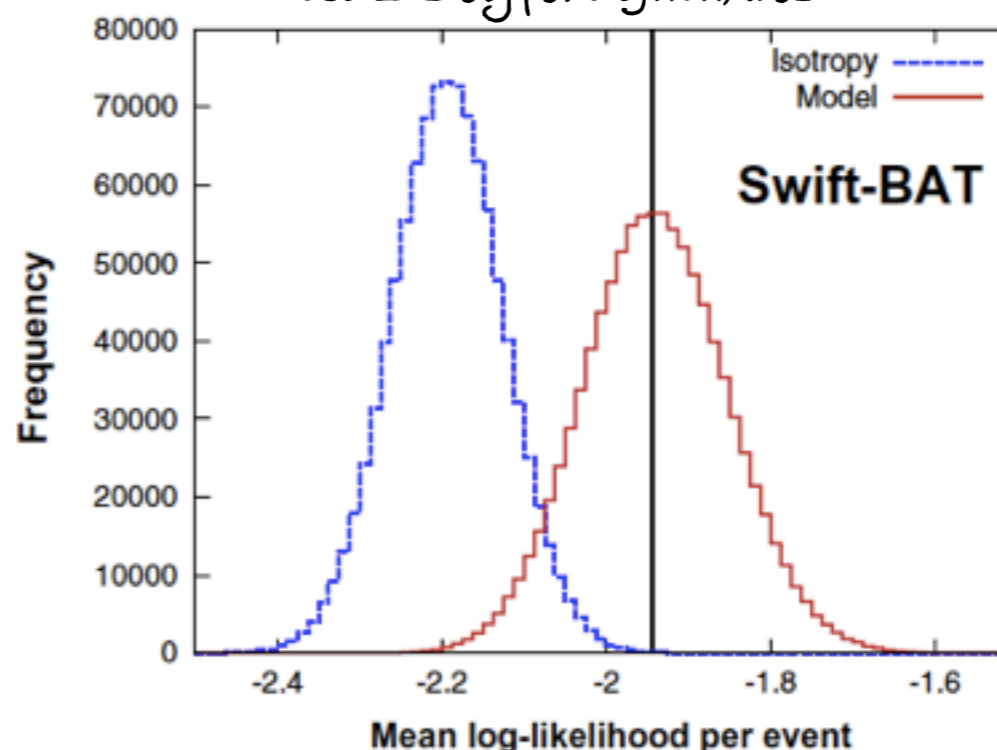 80000
Isotropy
Model
70000
Swift-BAT
60000
50000
40000
30000
20000
10000
0
Frequency
-2.4 -2.2 -2 -1.8 -1.6
Mean log-likelihood per event